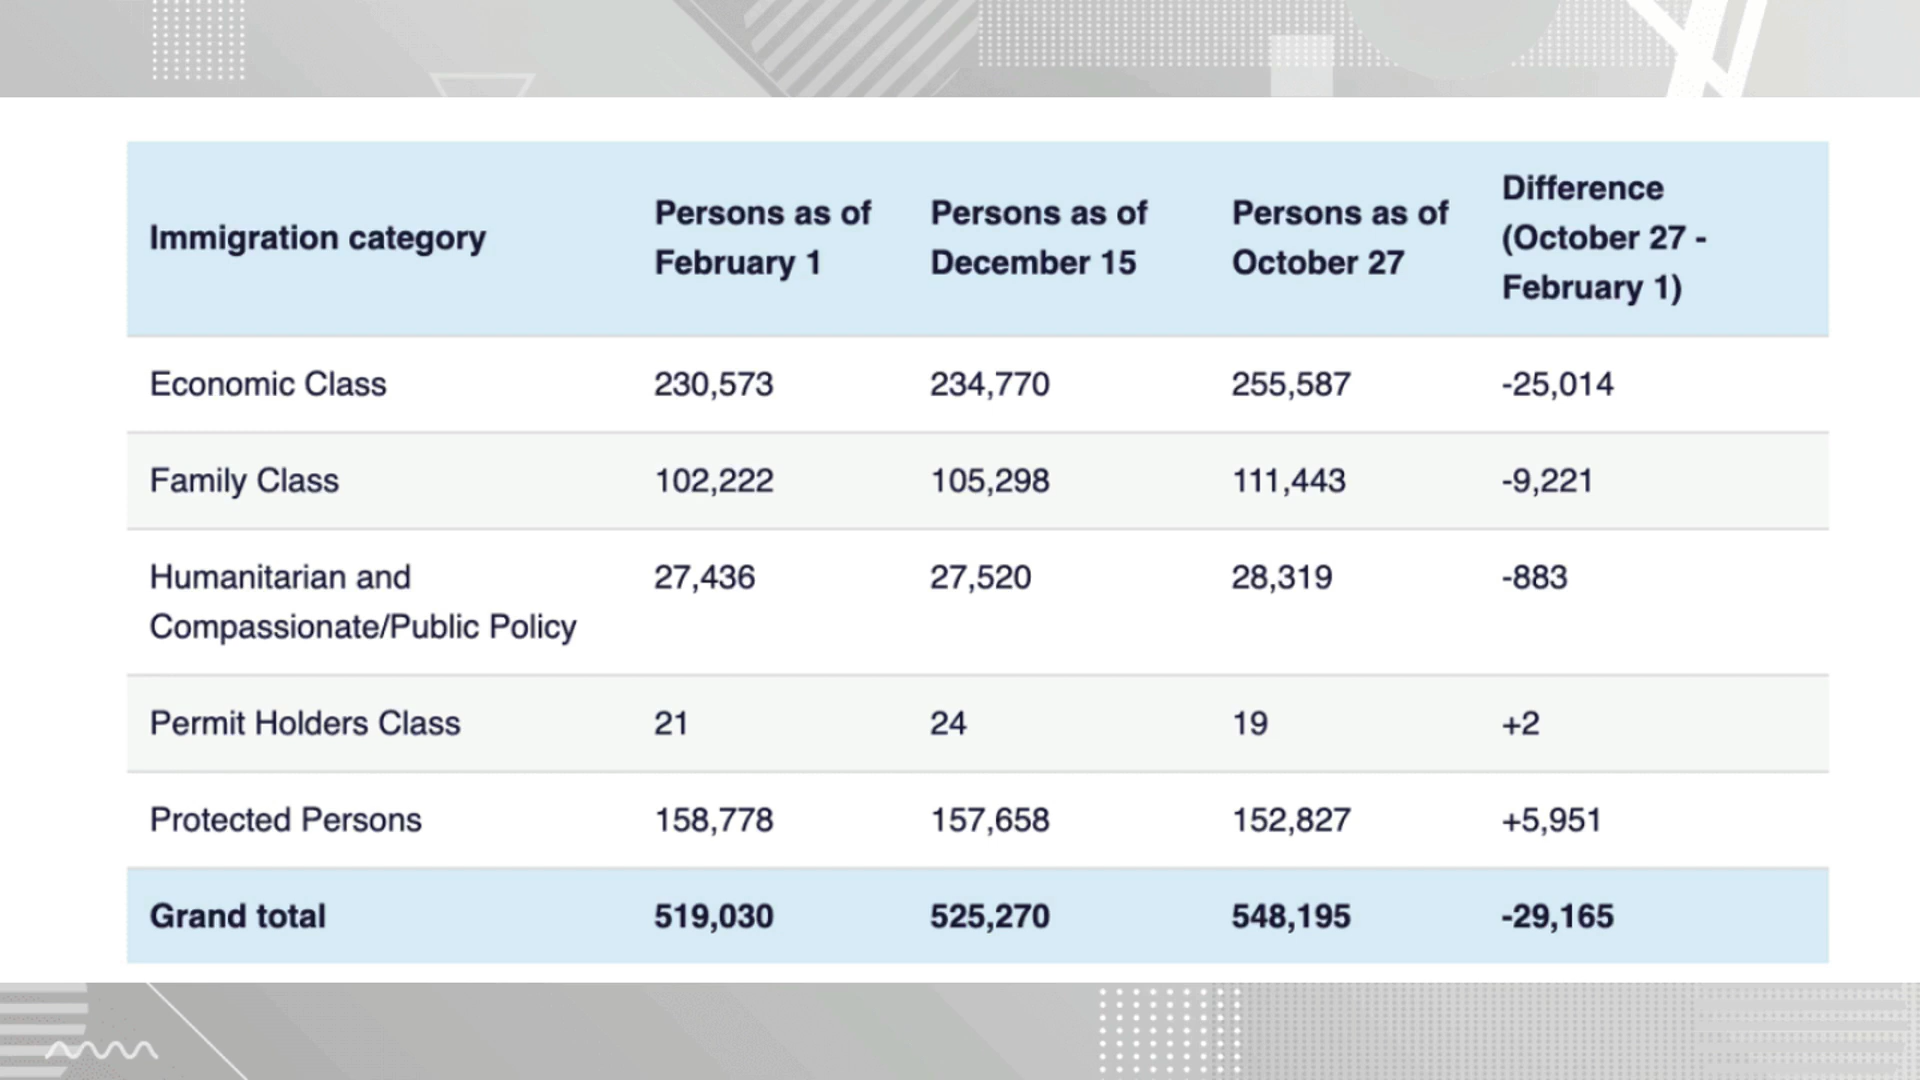 Immigration category
Persons as of
February 1
Persons as of
December 15
Persons as of
October 27
Difference
(October 27 -
February 1)
Economic Class 230,573 234,770 255,587 -25,014
Family Class 102,222 105,298 111,443 -9,221
Humanitarian and 27,436 27,520 28,319 -883
Compassionate/Public Policy
Permit Holders Class 21 24 19 +2
Protected Persons 158,778 157,658 152,827 +5,951
Grand total 519,030 525,270 548,195 -29,165